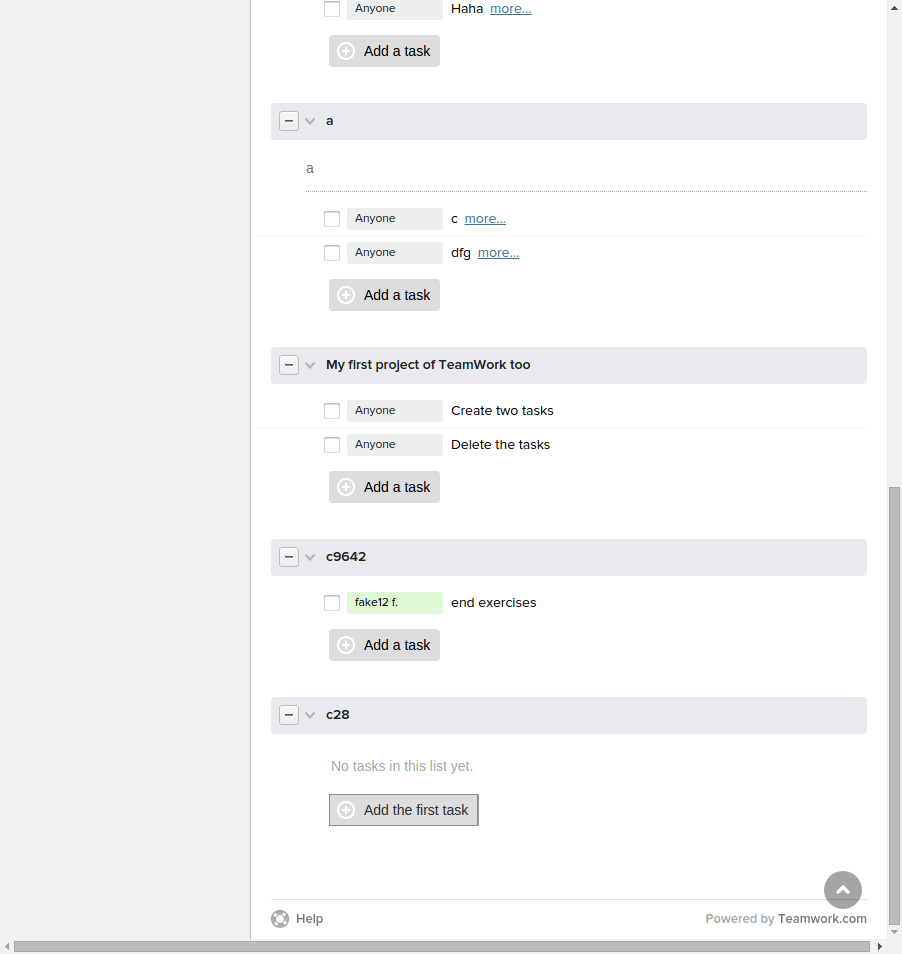 Anyone Haha more...
Add a task
a
a
Anyone c more...
Anyone dfg more...
Add a task
My first project of TeamWork too
Anyone Create two tasks
Anyone Delete the tasks
Add a task
c9642
fake12 f. end exercises
Add a task
c28
No tasks in this list yet.
Add the first task
Help Powered by Teamwork.com